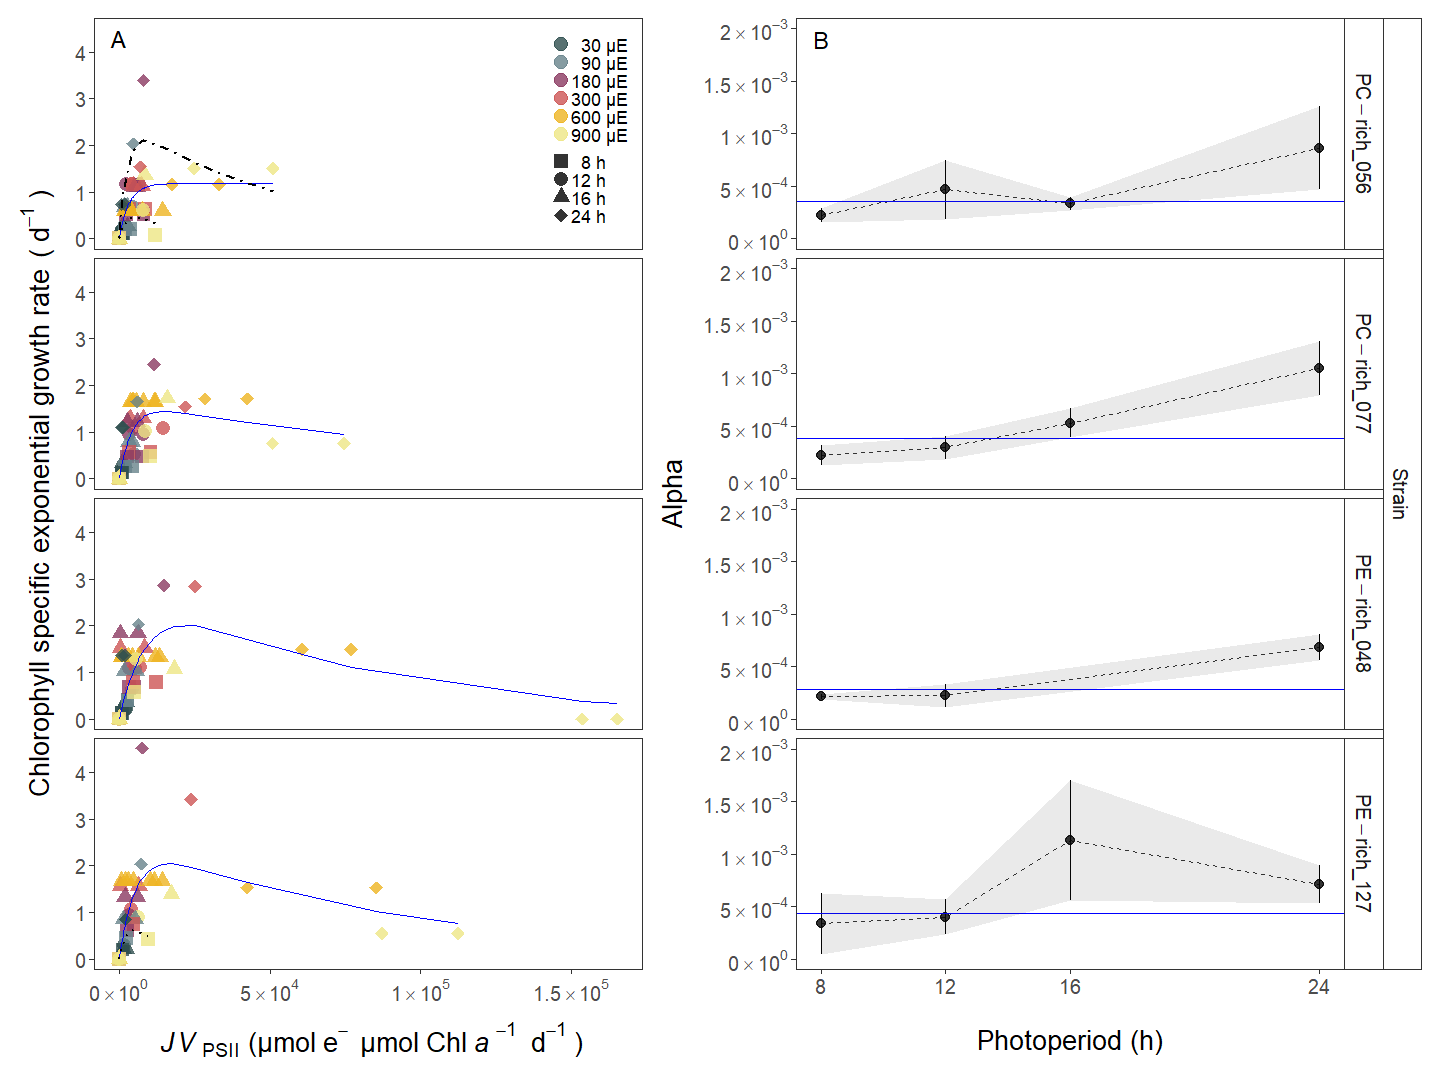 A
30 µE
90 µE
180 µE
300 µE
600 µE
900 µE
8 h
12 h
16 h
24 h
4
3
2
1
0
4
3
2
1
0
4
3
2
1
0
4
3
2
1
0
Chlorophyll specific exponential growth rate ( d⁻¹ )
0 × 10⁰
5 × 10⁴
1 × 10⁵
1.5 × 10⁵
JV PSII (µmol e⁻ µmol Chl a⁻¹ d⁻¹ )
B
2 × 10⁻³
1.5 × 10⁻³
1 × 10⁻³
5 × 10⁻⁴
0 × 10⁰
2 × 10⁻³
1.5 × 10⁻³
1 × 10⁻³
5 × 10⁻⁴
0 × 10⁰
2 × 10⁻³
1.5 × 10⁻³
1 × 10⁻³
5 × 10⁻⁴
0 × 10⁰
2 × 10⁻³
1.5 × 10⁻³
1 × 10⁻³
5 × 10⁻⁴
0 × 10⁰
Alpha
PC − rich_056
PC − rich_077
PE − rich_048
PE − rich_127
Strain
8
12
16
24
Photoperiod (h)